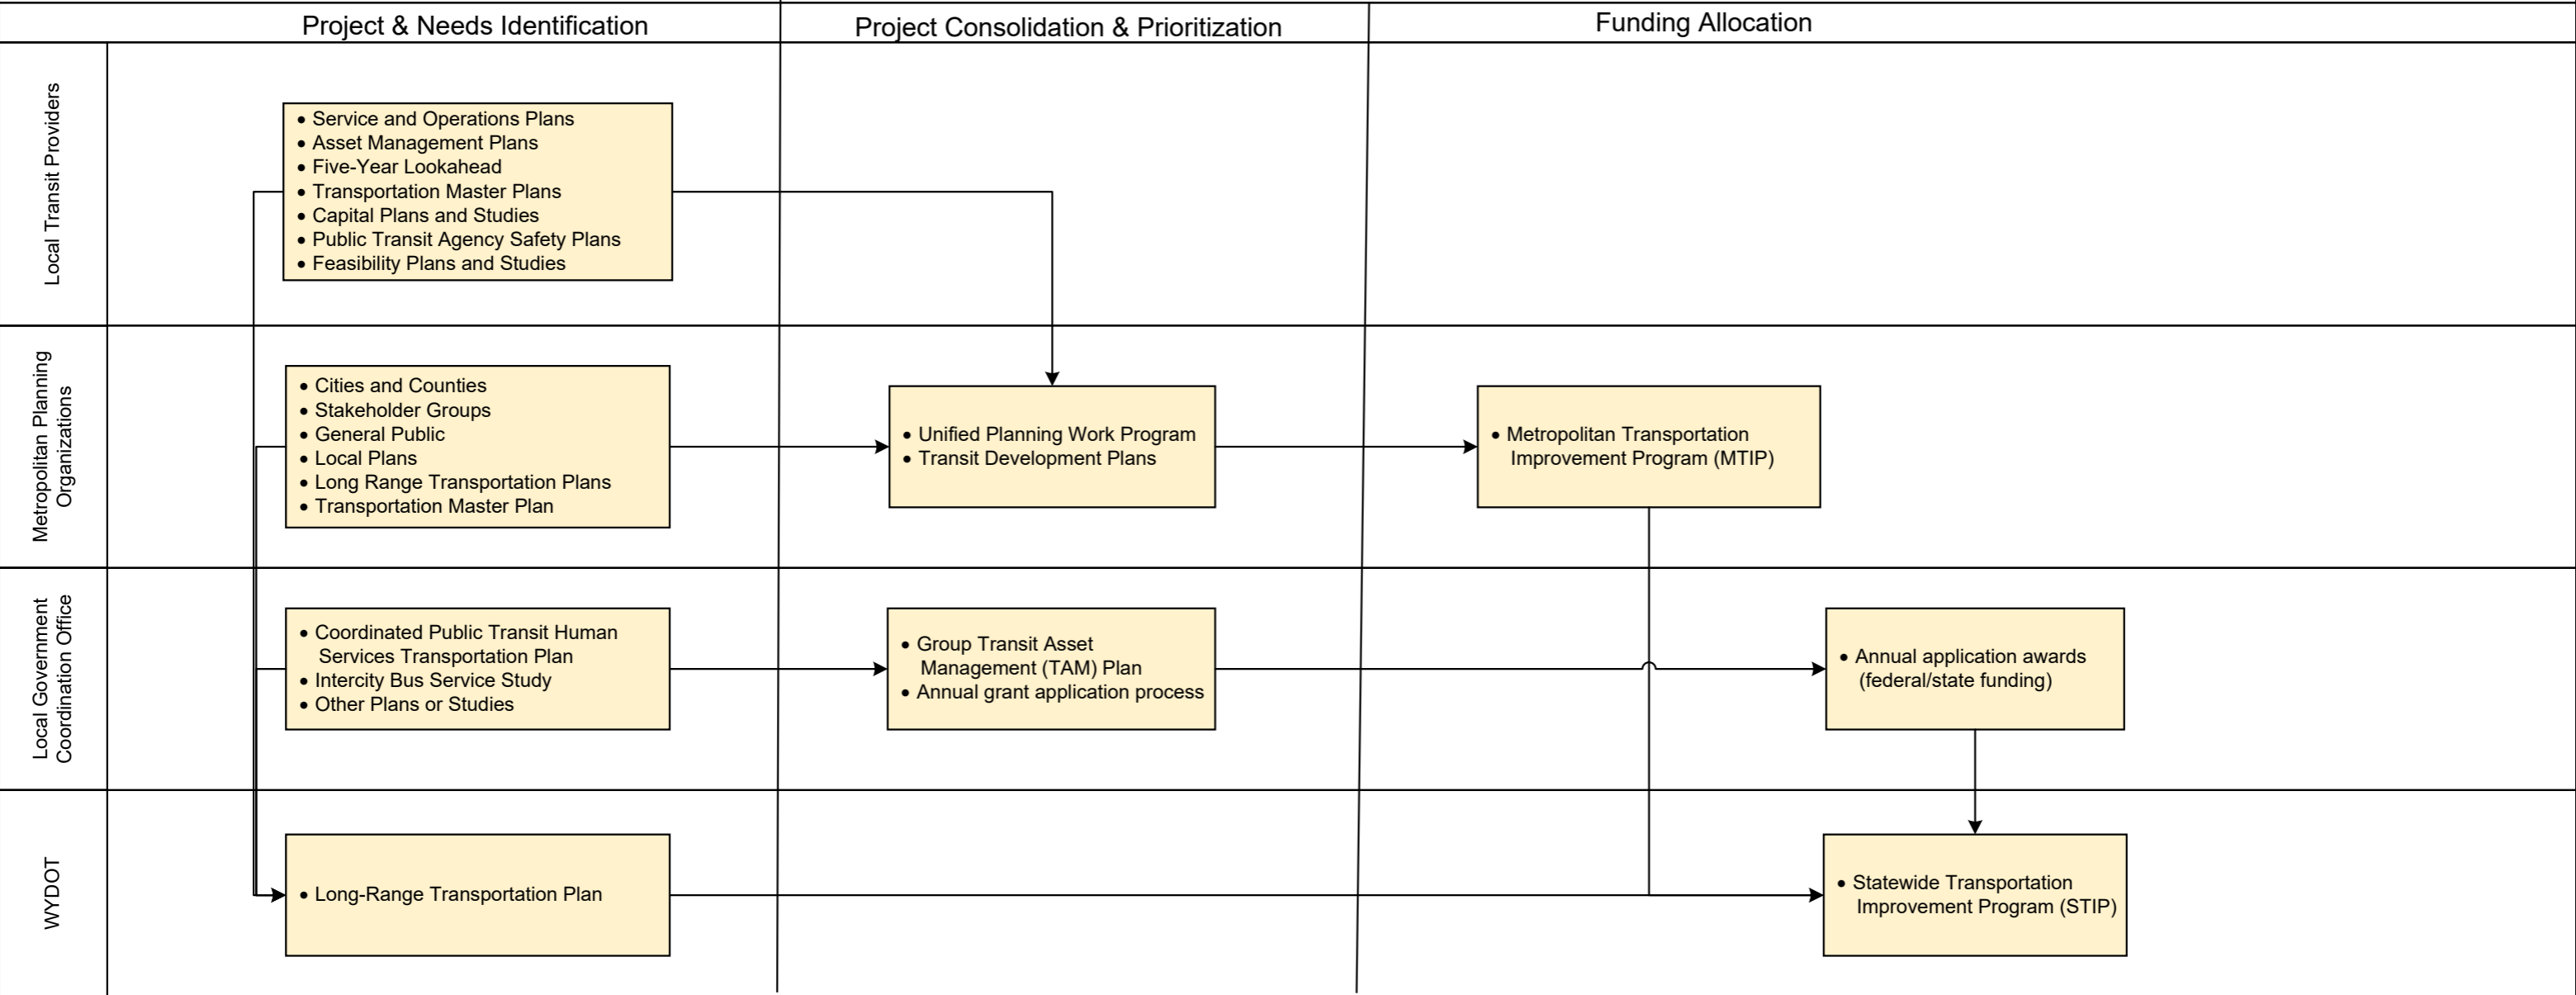 Project & Needs Identification
Project Consolidation & Prioritization
Funding Allocation
Local Transit Providers
• Service and Operations Plans
• Asset Management Plans
• Five-Year Lookahead
• Transportation Master Plans
• Capital Plans and Studies
• Public Transit Agency Safety Plans
• Feasibility Plans and Studies
Metropolitan Planning
Organizations
• Cities and Counties
• Stakeholder Groups
• General Public
• Local Plans
• Long Range Transportation Plans
• Transportation Master Plan
• Unified Planning Work Program
• Transit Development Plans
• Metropolitan Transportation
Improvement Program (MTIP)
Local Government
Coordination Office
• Coordinated Public Transit Human
Services Transportation Plan
• Intercity Bus Service Study
• Other Plans or Studies
• Group Transit Asset
Management (TAM) Plan
• Annual grant application process
• Annual application awards
(federal/state funding)
WYDOT
• Long-Range Transportation Plan
• Statewide Transportation
Improvement Program (STIP)